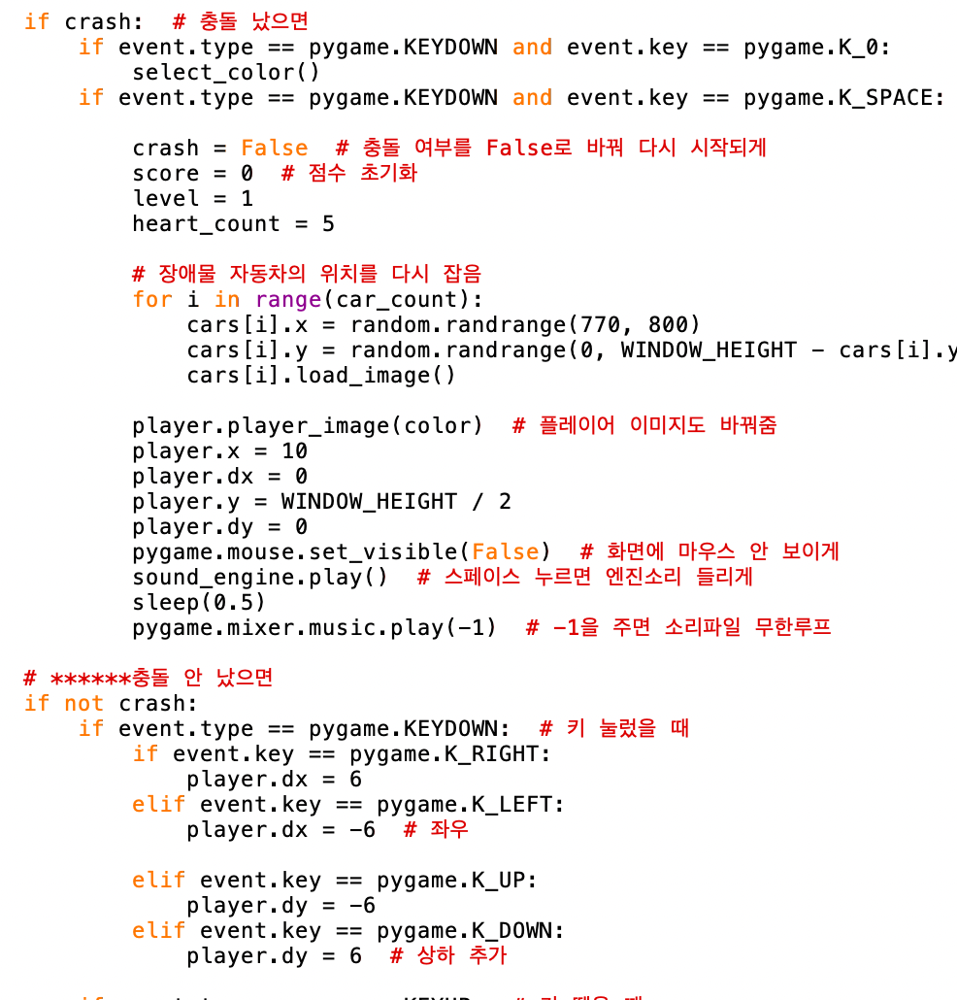 if crash:  # 충돌 났으면
    if event.type == pygame.KEYDOWN and event.key == pygame.K_0:
        select_color()
    if event.type == pygame.KEYDOWN and event.key == pygame.K_SPACE:
        crash = False  # 충돌 여부를 False로 바꿔 다시 시작되게
        score = 0  # 점수 초기화
        level = 1
        heart_count = 5
        # 장애물 자동차의 위치를 다시 잡음
        for i in range(car_count):
            cars[i].x = random.randrange(770, 800)
            cars[i].y = random.randrange(0, WINDOW_HEIGHT - cars[i].y
            cars[i].load_image()
        player.player_image(color)  # 플레이어 이미지도 바꿔줌
        player.x = 10
        player.dx = 0
        player.y = WINDOW_HEIGHT / 2
        player.dy = 0
        pygame.mouse.set_visible(False)  # 화면에 마우스 안 보이게
        sound_engine.play()  # 스페이스 누르면 엔진소리 들리게
        sleep(0.5)
        pygame.mixer.music.play(-1)  # -1을 주면 소리파일 무한루프
# ******충돌 안 났으면
if not crash:
    if event.type == pygame.KEYDOWN:  # 키 눌렀을 때
        if event.key == pygame.K_RIGHT:
            player.dx = 6
        elif event.key == pygame.K_LEFT:
            player.dx = -6  # 좌우
        elif event.key == pygame.K_UP:
            player.dy = -6
        elif event.key == pygame.K_DOWN:
            player.dy = 6  # 상하 추가